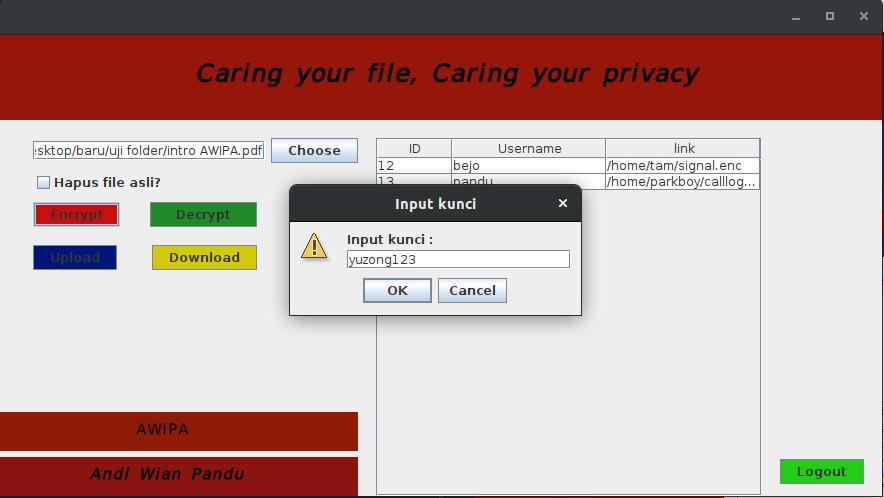 Caring your file, Caring your privacy
sktop/baru/uji folder/intro AWIPA.pdf
Choose
Hapus file asli?
Encrypt
Decrypt
Upload
Download
ID Username link
12 bejo /home/tam/signal.enc
13 pandu /home/parkboy/calllog...
Input kunci
Input kunci :
yuzong123
OK
Cancel
AWIPA
Andi Wian Pandu
Logout